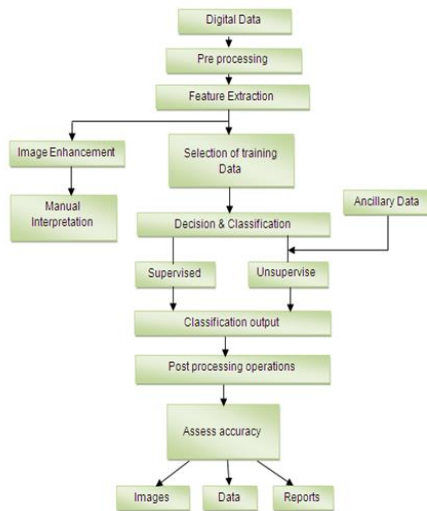 Digital Data
Pre processing
Feature Extraction
Image Enhancement
Selection of training
Data
Manual
Interpretation
Ancillary Data
Decision & Classification
Supervised
Unsupervise
Classification output
Post processing operations
Assess accuracy
Images
Data
Reports